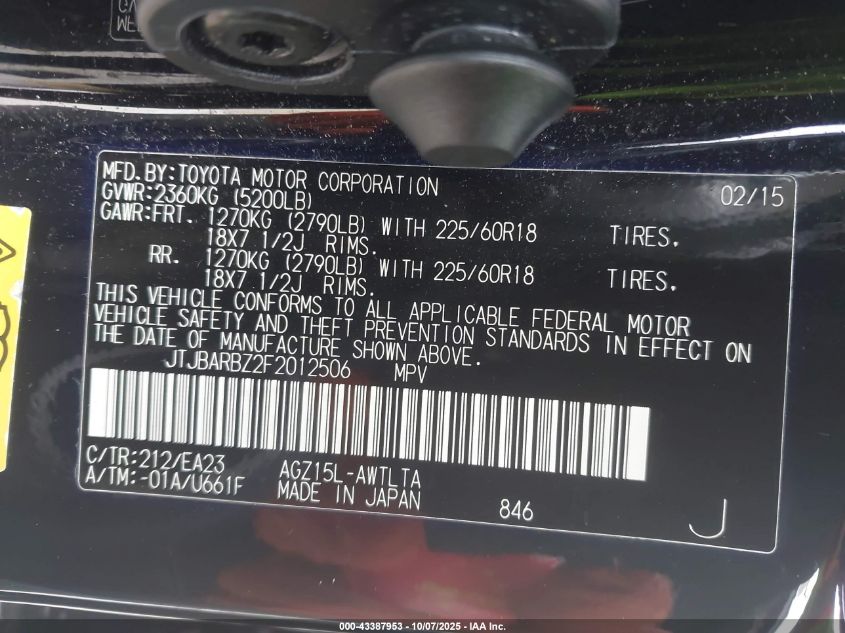 MFD.BY:TOYOTA MOTOR CORPORATION 02/15
GVWR:2360KG (5200LB)
GAWR:FRT. 1270KG (2790LB) WITH 225/60R18 TIRES.
18X7 1/2J RIMS.
RR. 1270KG (2790LB) WITH 225/60R18 TIRES.
18X7 1/2J RIMS.
THIS VEHICLE CONFORMS TO ALL APPLICABLE FEDERAL MOTOR
VEHICLE SAFETY AND THEFT PREVENTION STANDARDS IN EFFECT ON
THE DATE OF MANUFACTURE SHOWN ABOVE.
JTJBARBZ2F2012506 MPV
C/TR:212/EA23 AGZ15L-AWTLTA
A/TM:-01A/U661F MADE IN JAPAN 846 J
000-43387953 - 10/07/2025 - IAA Inc.